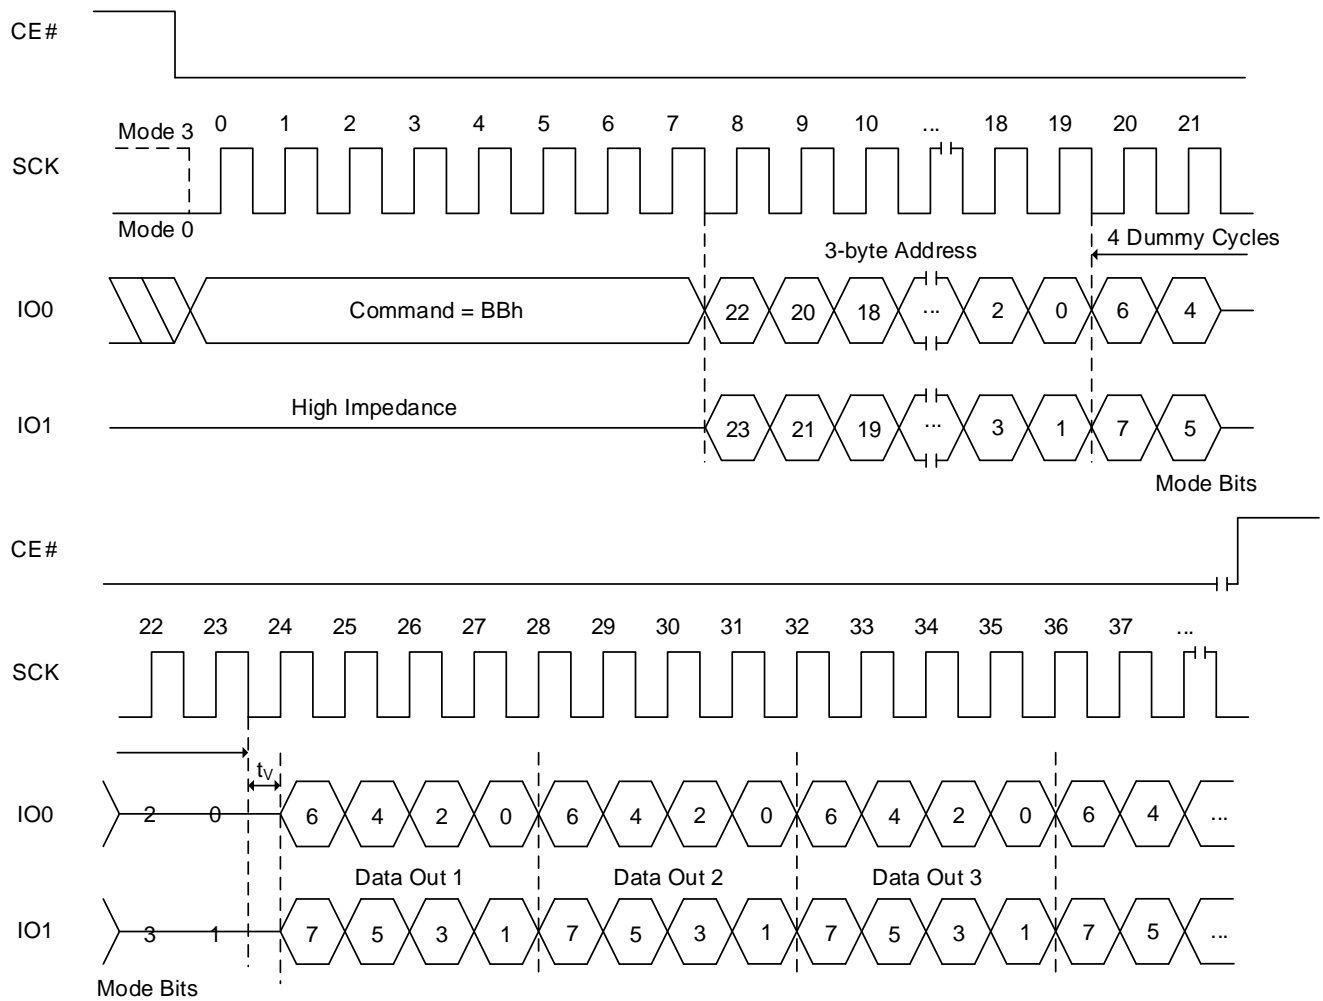 CE#
Mode 3 0 1 2 3 4 5 6 7 8 9 10 ... 18 19 20 21
SCK
Mode 0
3-byte Address 4 Dummy Cycles
IO0 Command = BBh 22 20 18 ... 2 0 6 4
High Impedance
IO1 23 21 19 ... 3 1 7 5
Mode Bits
CE#
22 23 24 25 26 27 28 29 30 31 32 33 34 35 36 37 ...
SCK
tV
IO0 2 0 6 4 2 0 6 4 2 0 6 4 2 0 6 4 ...
Data Out 1 Data Out 2 Data Out 3
IO1 3 1 7 5 3 1 7 5 3 1 7 5 3 1 7 5 ...
Mode Bits